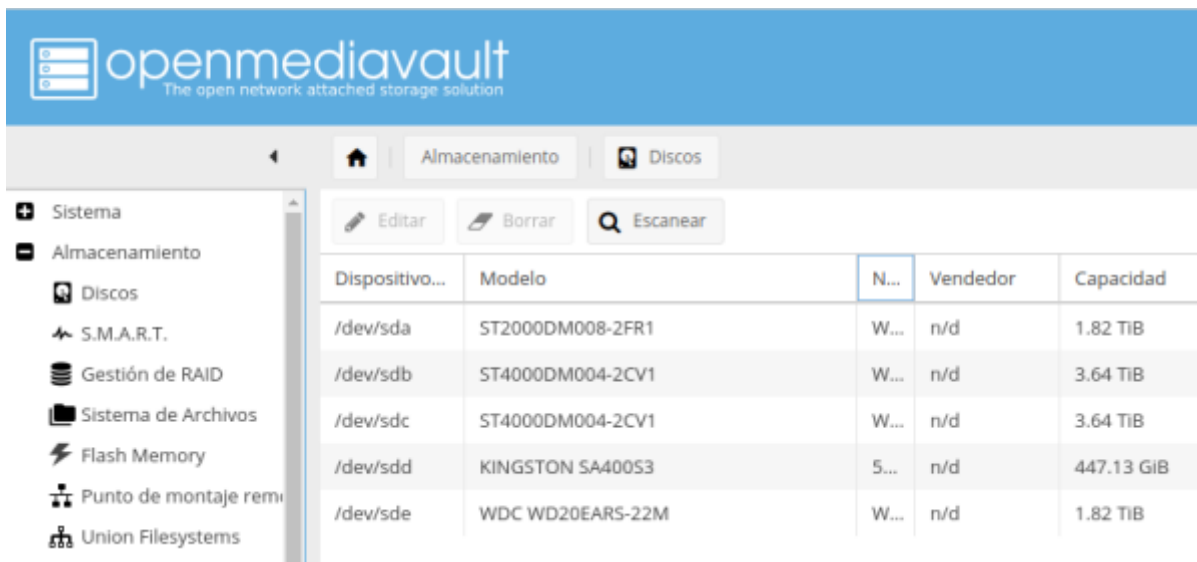 openmediavault
The open network attached storage solution
Almacenamiento Discos
Sistema
Almacenamiento
Discos
S.M.A.R.T.
Gestión de RAID
Sistema de Archivos
Flash Memory
Punto de montaje rem
Union Filesystems
Editar Borrar Escanear
Dispositivo... Modelo N... Vendedor Capacidad
/dev/sda ST2000DM008-2FR1 W... n/d 1.82 TiB
/dev/sdb ST4000DM004-2CV1 W... n/d 3.64 TiB
/dev/sdc ST4000DM004-2CV1 W... n/d 3.64 TiB
/dev/sdd KINGSTON SA400S3 5... n/d 447.13 GiB
/dev/sde WDC WD20EARS-22M W... n/d 1.82 TiB